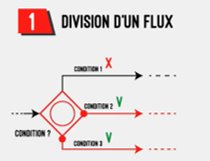 1 DIVISION D'UN FLUX
CONDITION 1 X
CONDITION 2 V
CONDITION ?
CONDITION 3 V